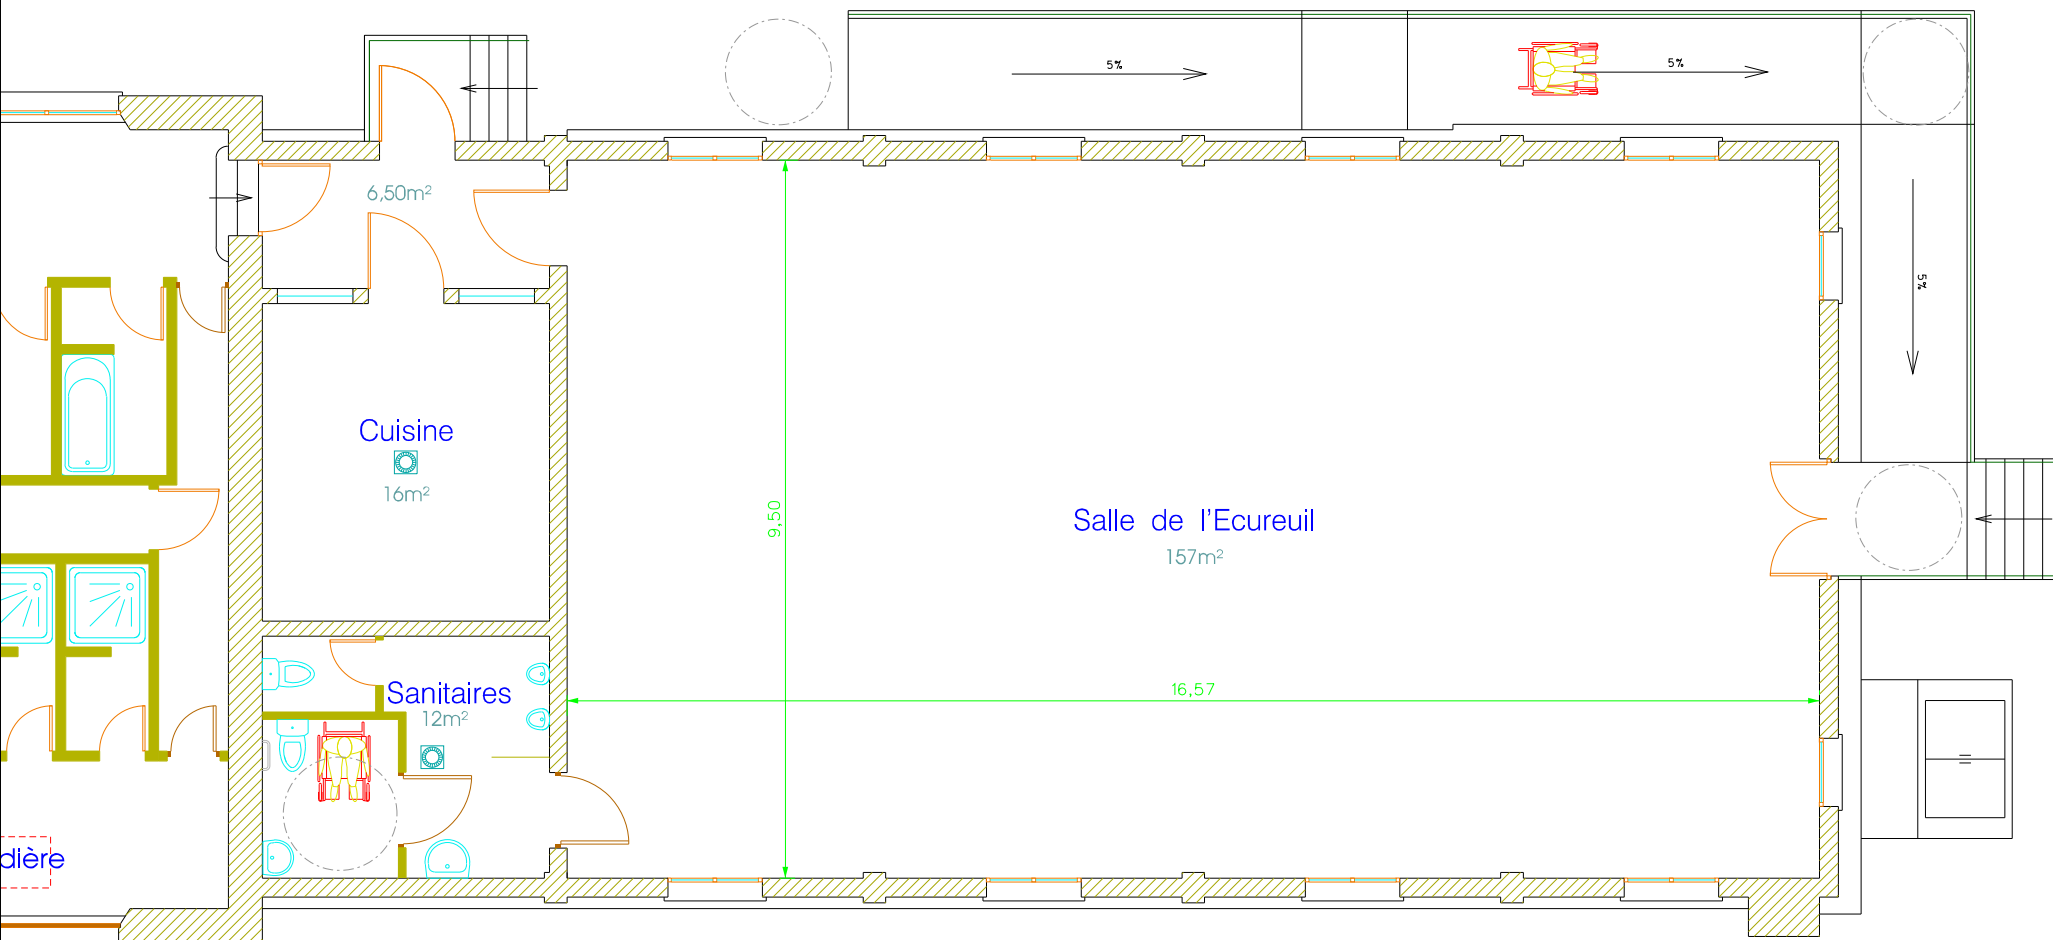 5%
5%
6,50m²
5%
Cuisine
16m²
9,50
Salle de l'Ecureuil
157m²
Sanitaires
12m²
16,57
dière